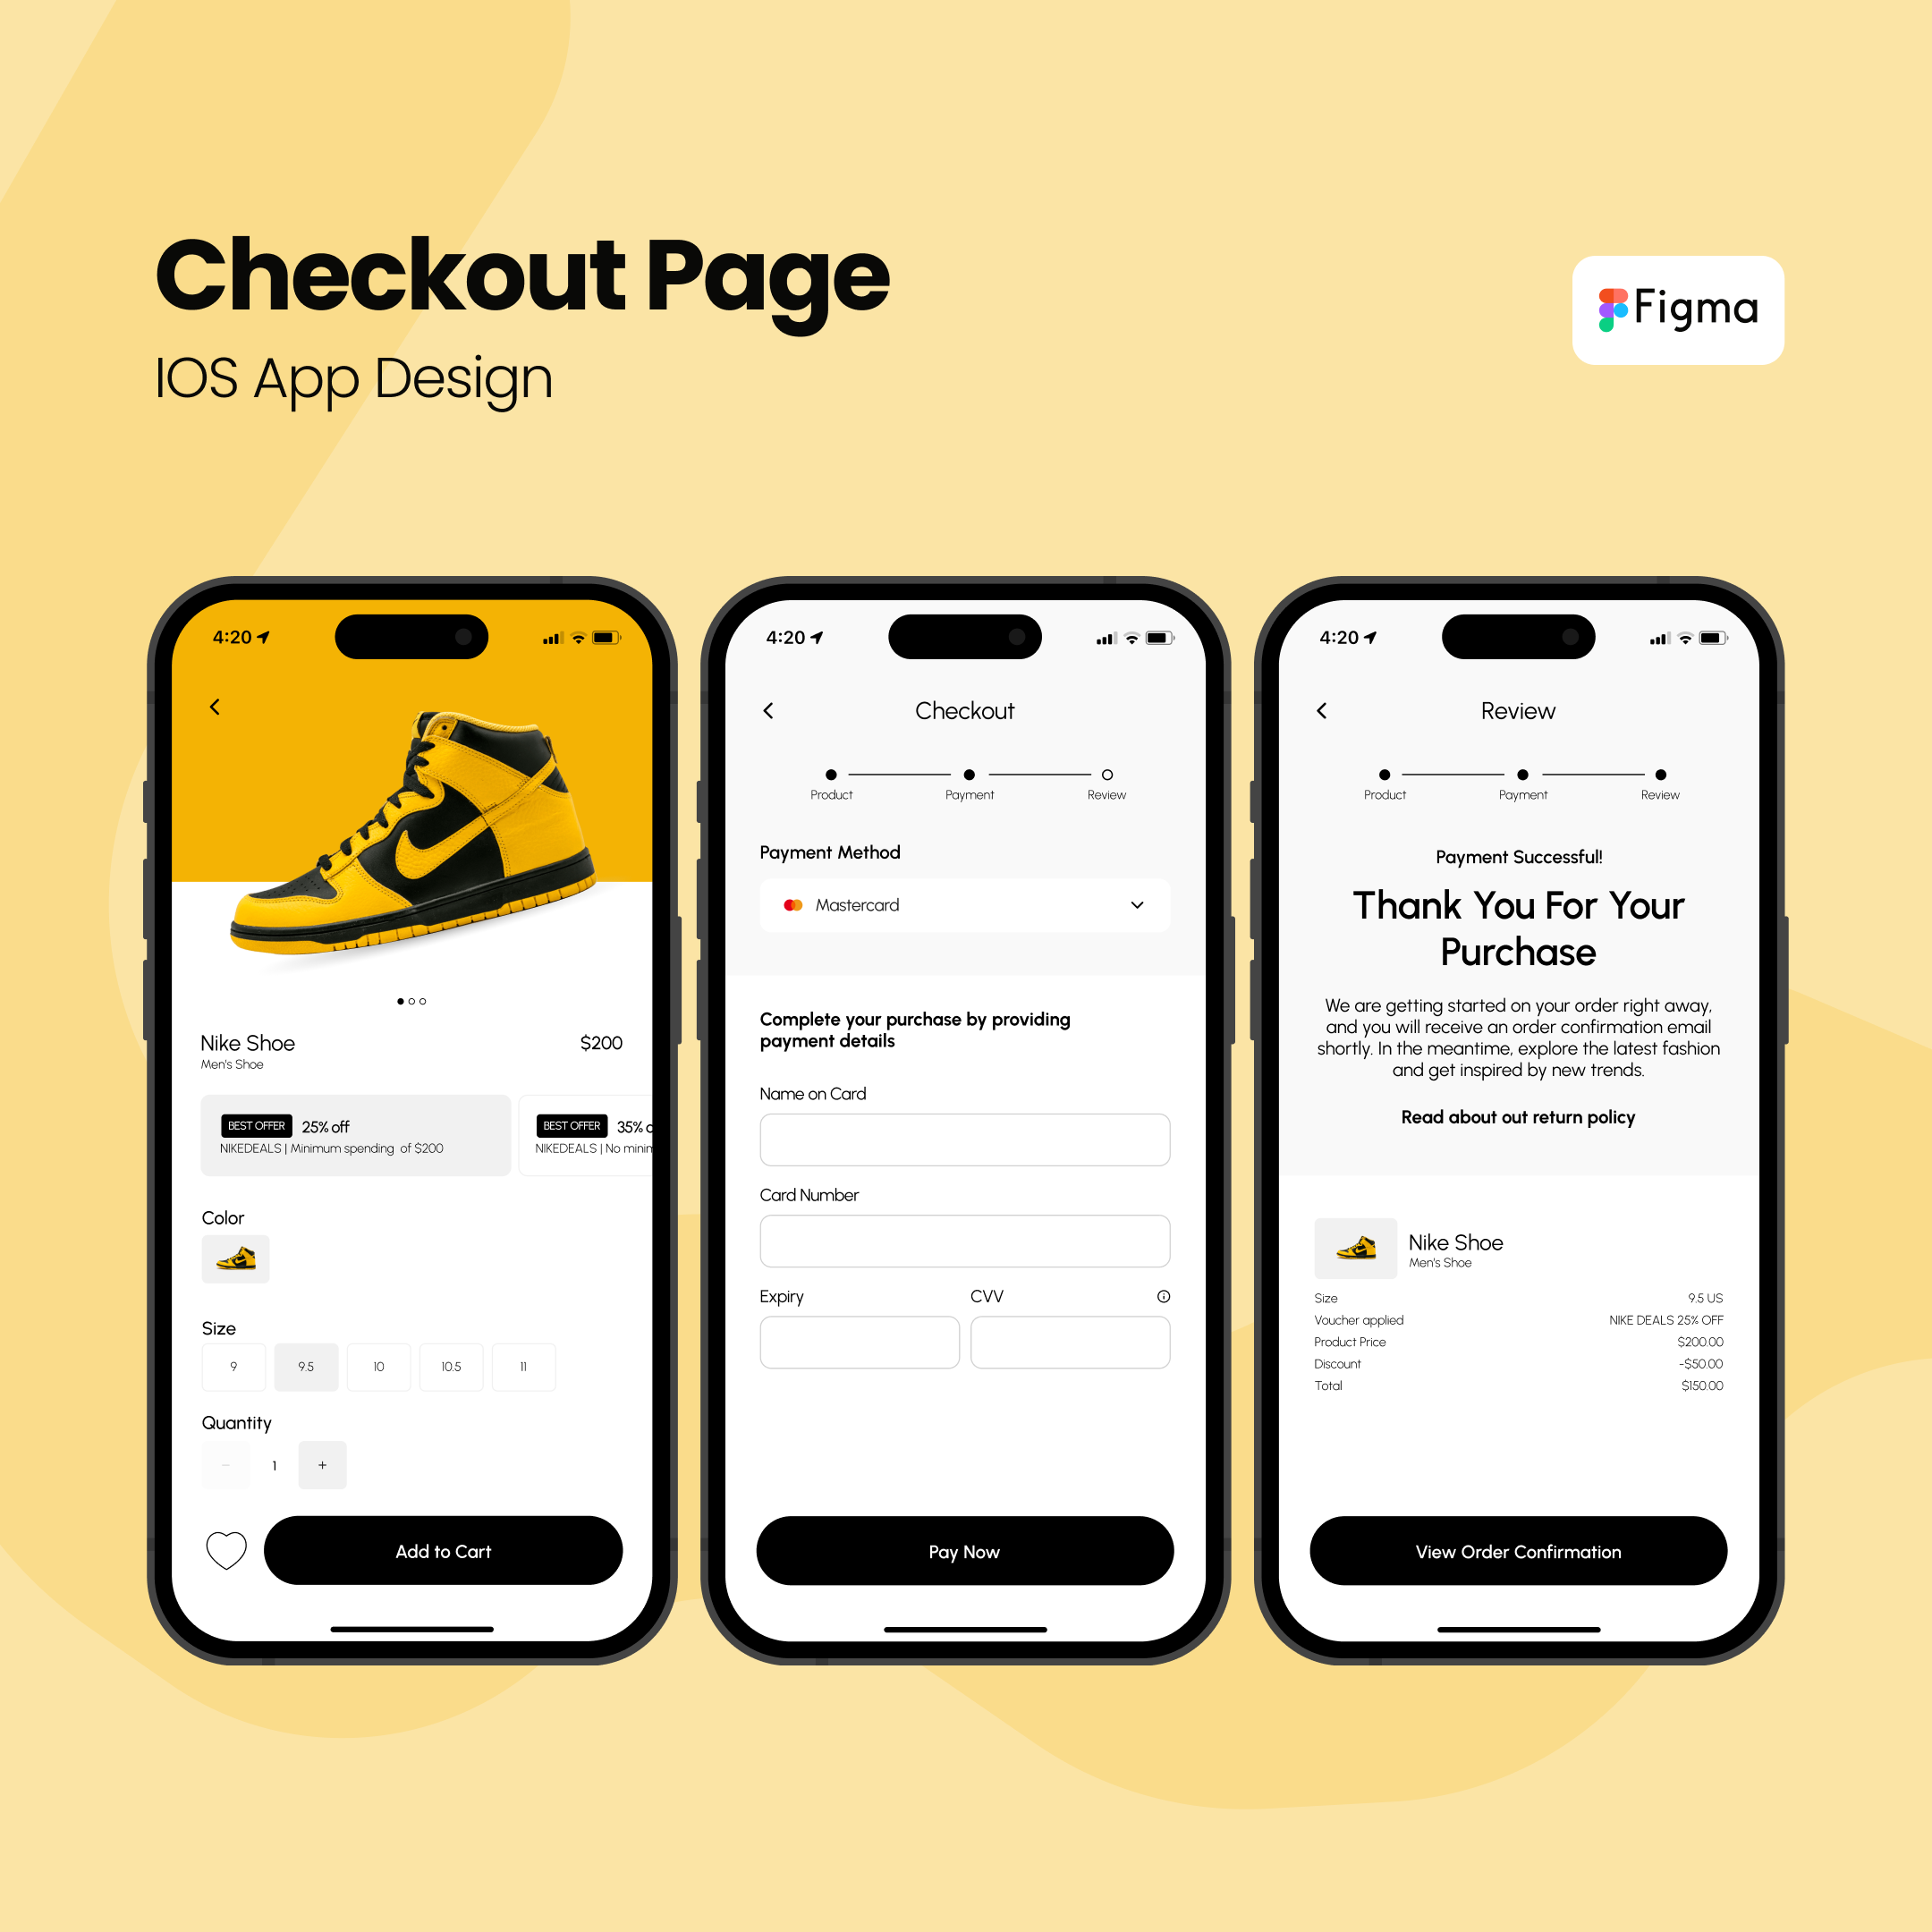 Checkout Page
IOS App Design
Figma
4:20
Nike Shoe
$200
Men's Shoe
BEST OFFER 25% off
NIKEDEALS | Minimum spending of $200
BEST OFFER 35%
NIKEDEALS | No
Color
Size
9 9.5 10 10.5 11
Quantity
− 1 +
Add to Cart
4:20
Checkout
Product Payment Review
Payment Method
Mastercard
Complete your purchase by providing
payment details
Name on Card
Card Number
Expiry CVV
Pay Now
4:20
Review
Product Payment Review
Payment Successful!
Thank You For Your
Purchase
We are getting started on your order right away,
and you will receive an order confirmation email
shortly. In the meantime, explore the latest fashion
and get inspired by new trends.
Read about out return policy
Nike Shoe
Men's Shoe
Size 9.5 US
Voucher applied NIKE DEALS 25% OFF
Product Price $200.00
Discount -$50.00
Total $150.00
View Order Confirmation